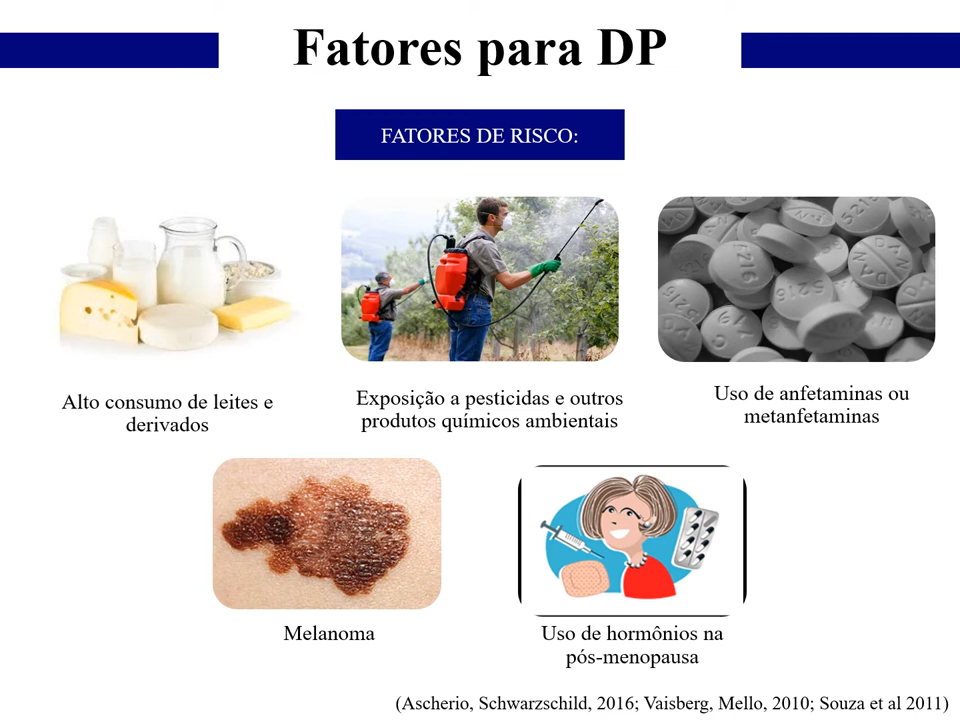 Fatores para DP
FATORES DE RISCO:
Alto consumo de leites e
derivados
Exposição a pesticidas e outros
produtos químicos ambientais
Uso de anfetaminas ou
metanfetaminas
Melanoma
Uso de hormônios na
pós-menopausa
(Ascherio, Schwarzschild, 2016; Vaisberg, Mello, 2010; Souza et al 2011)